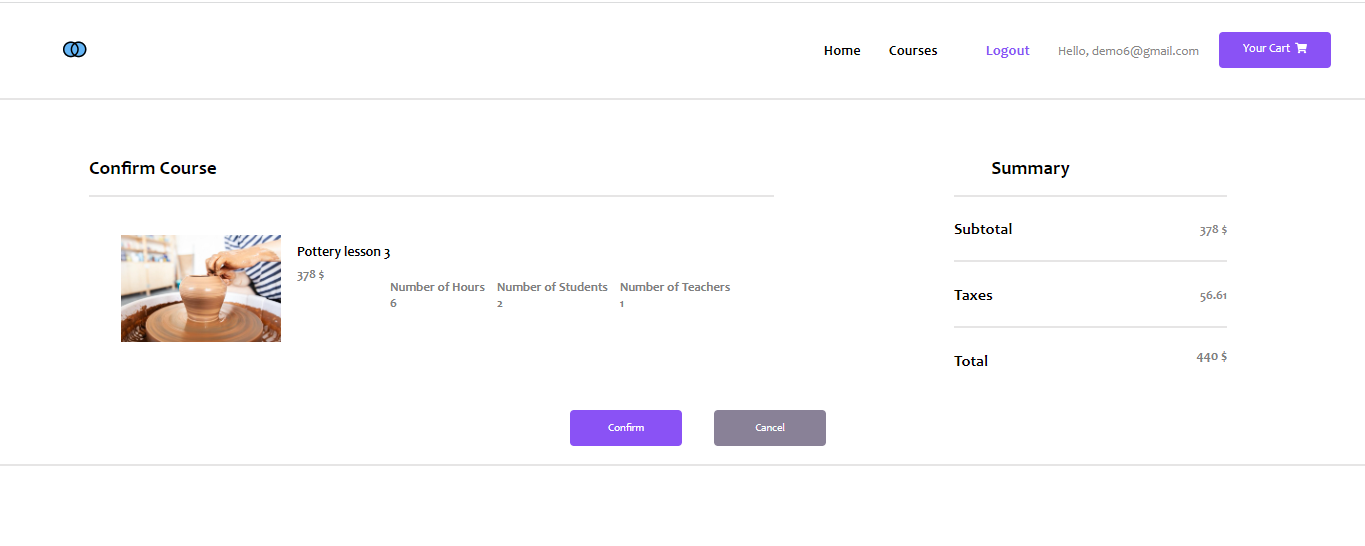 Home Courses Logout Hello, demo6@gmail.com Your Cart
Confirm Course
Summary
Pottery lesson 3
378 $
Number of Hours Number of Students Number of Teachers
6 2 1
Subtotal 378 $
Taxes 56.61
Total 440 $
Confirm Cancel